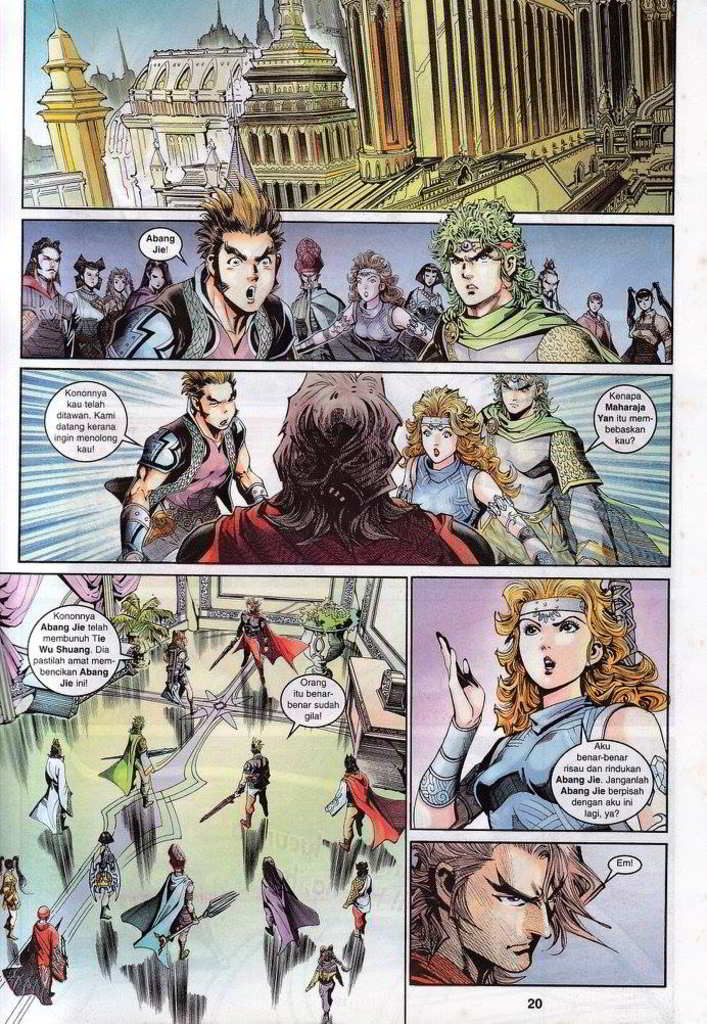 Abang
Jie!
Kononnya
kau telah
ditawan. Kami
datang kerana
ingin menolong
kau!
Kenapa
Maharaja
Yan itu mem-
bebaskan
kau?
Kononnya
Abang Jie telah
membunuh Tie
Wu Shuang. Dia
pastilah amat mem-
bencikan Abang
Jie ini!
Orang
itu benar-
benar sudah
gila!
Aku
benar-benar
risau dan rindukan
Abang Jie. Janganlah
Abang Jie berpisah
dengan aku ini
lagi, ya?
Em!
20